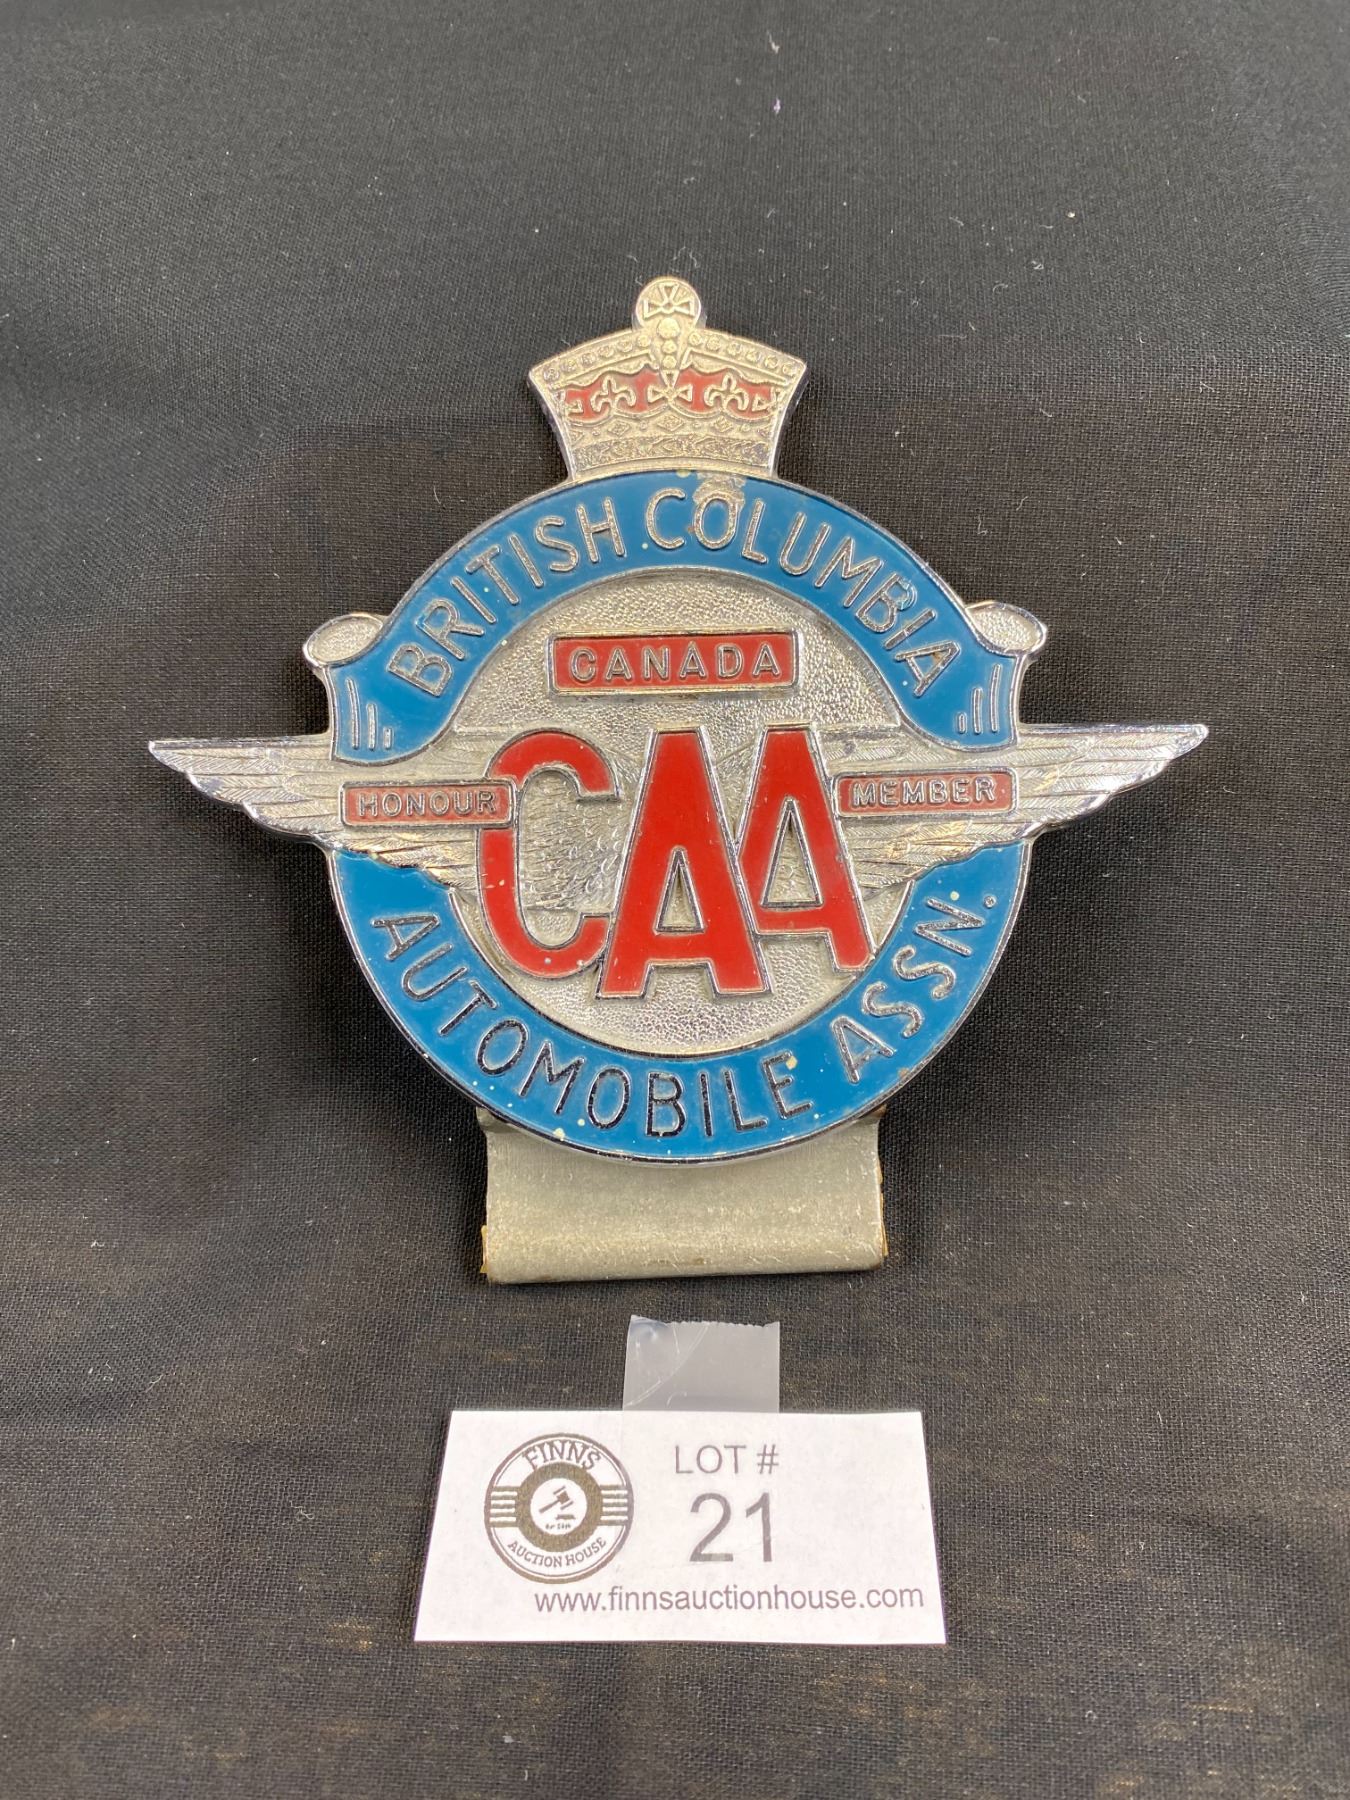 BRITISH COLUMBIA
CANADA
HONOUR CAA MEMBER
AUTOMOBILE ASSN.
FINNS
AUCTION HOUSE
LOT #
21
www.finnsauctionhouse.com